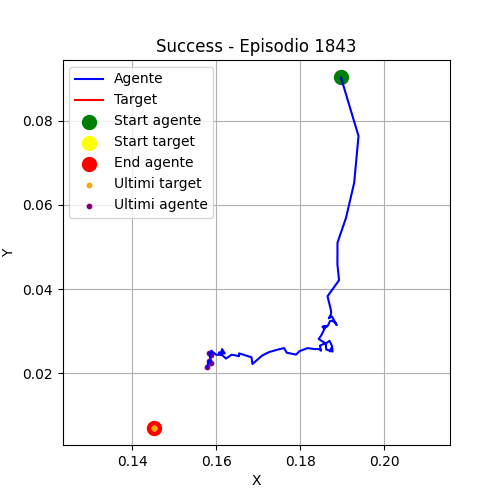 Success - Episodio 1843
Agente
Target
Start agente
Start target
End agente
Ultimi target
Ultimi agente
0.08
0.06
0.04
0.02
Y
0.14 0.16 0.18 0.20
X